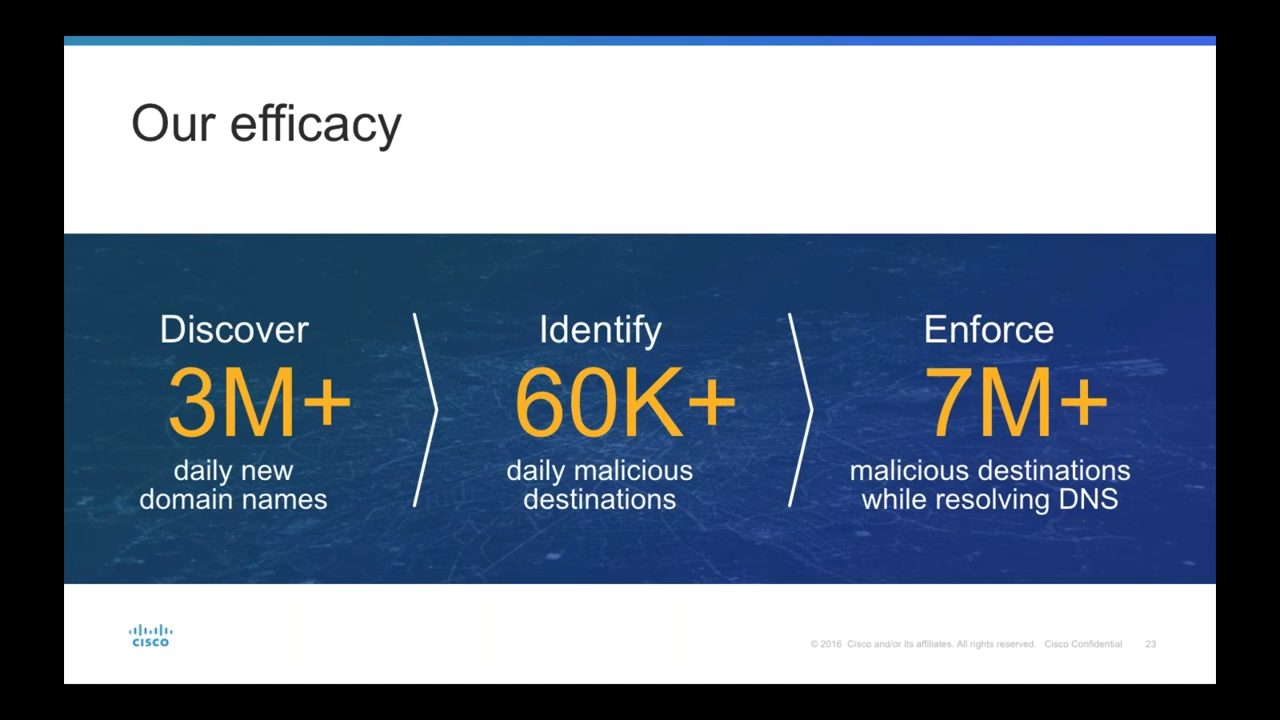 Our efficacy
Discover
3M+
daily new
domain names
Identify
60K+
daily malicious
destinations
Enforce
7M+
malicious destinations
while resolving DNS
CISCO
© 2016 Cisco and/or its affiliates. All rights reserved. Cisco Confidential 23